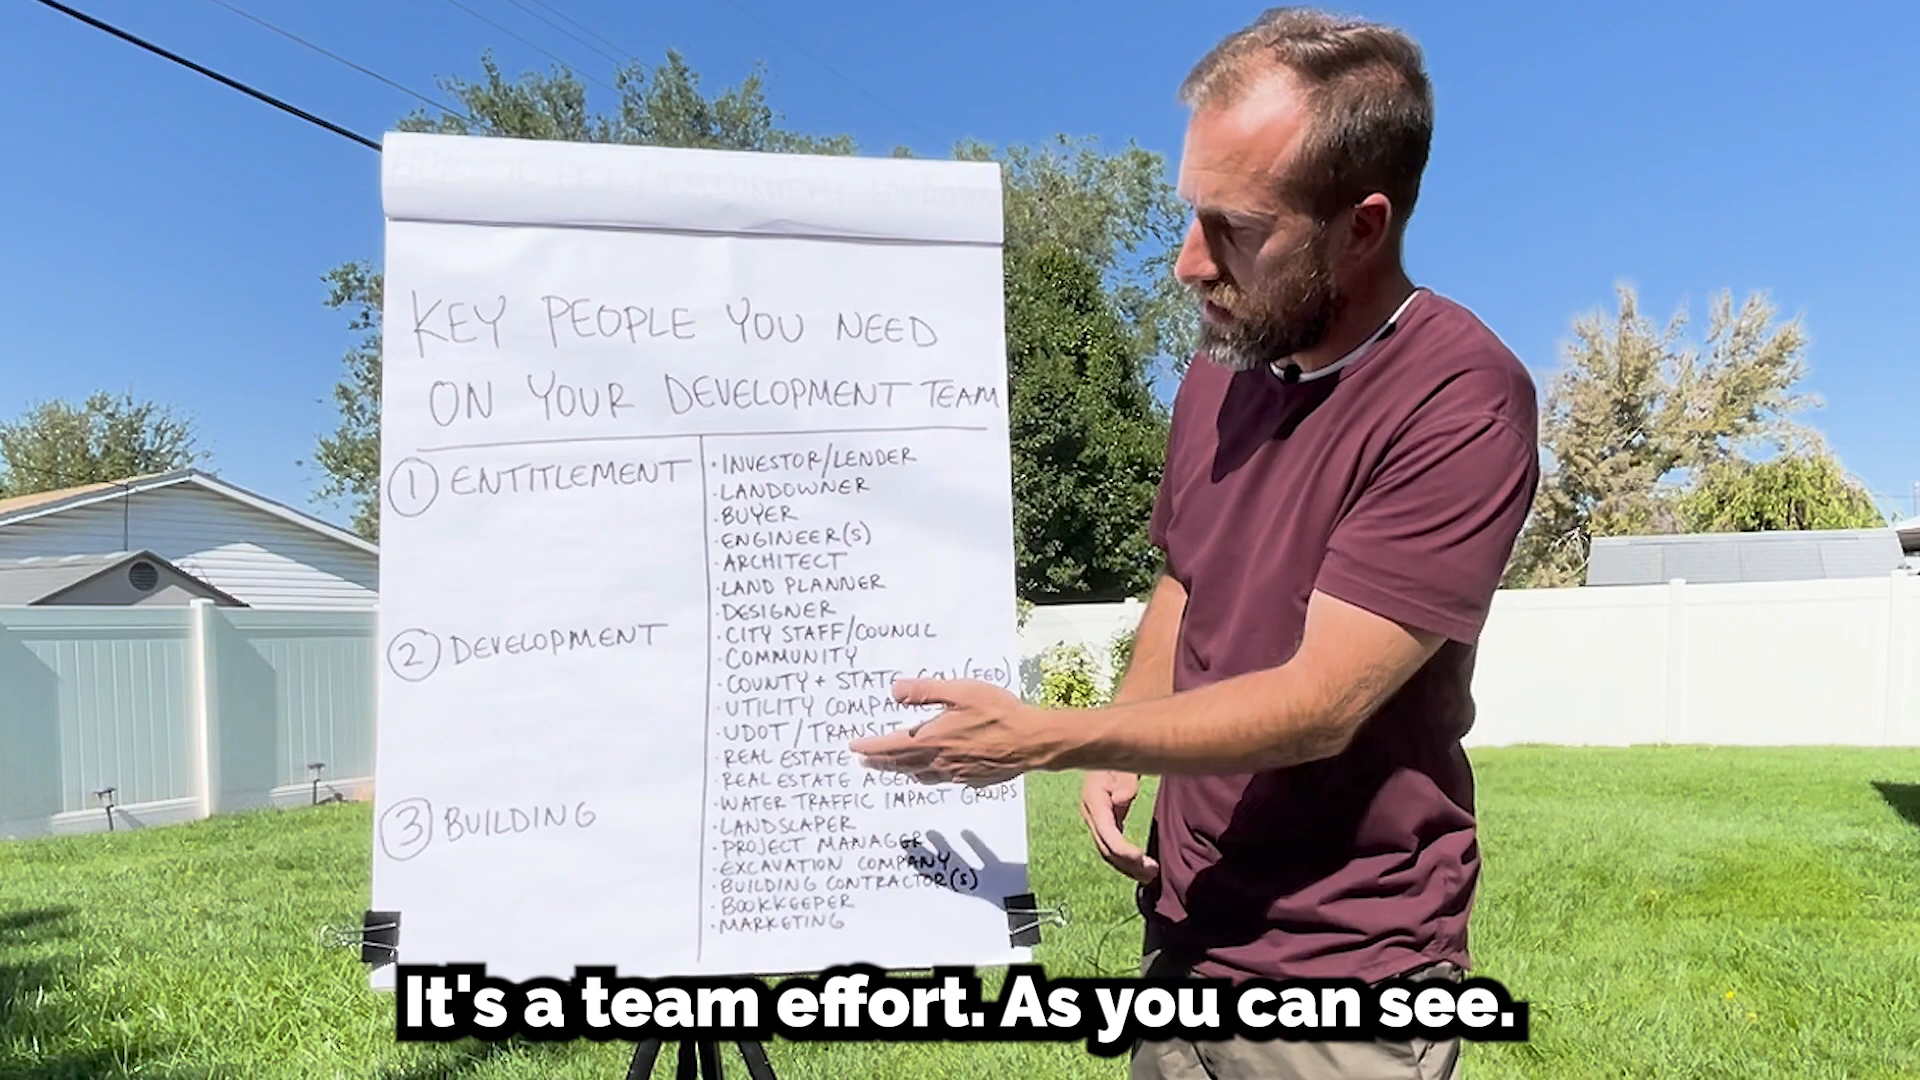 KEY PEOPLE YOU NEED
ON YOUR DEVELOPMENT TEAM
① ENTITLEMENT
② DEVELOPMENT
③ BUILDING
· INVESTOR/LENDER
· LANDOWNER
· BUYER
· ENGINEER(S)
· ARCHITECT
· LAND PLANNER
· DESIGNER
· CITY STAFF/COUNCIL
· COMMUNITY
· COUNTY + STATE GOV (FED)
· UTILITY COMPANIES
· UDOT/TRANSIT
· REAL ESTATE
· REAL ESTATE
· WATER TRAFFIC IMPACT GROUPS
· LANDSCAPER
· PROJECT MANAGER
· EXCAVATION COMPANY
· BUILDING CONTRACTOR(S)
· BOOKKEEPER
· MARKETING
It's a team effort. As you can see.